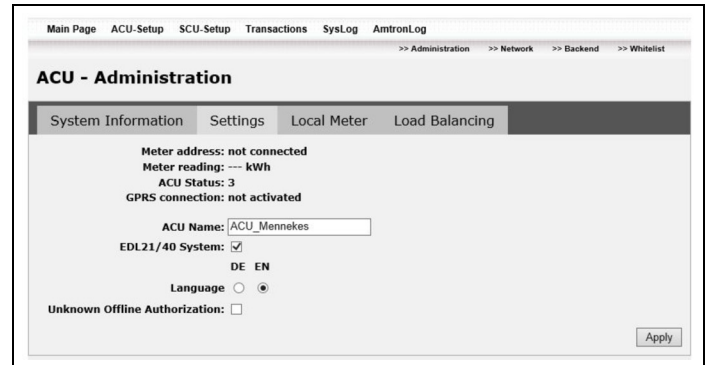 Main Page ACU-Setup SCU-Setup Transactions SysLog AmtronLog
>> Administration >> Network >> Backend >> Whitelist
ACU - Administration
System Information Settings Local Meter Load Balancing
Meter address: not connected
Meter reading: --- kWh
ACU Status: 3
GPRS connection: not activated
ACU Name: ACU_Mennekes
EDL21/40 System:
DE EN
Language
Unknown Offline Authorization:
Apply